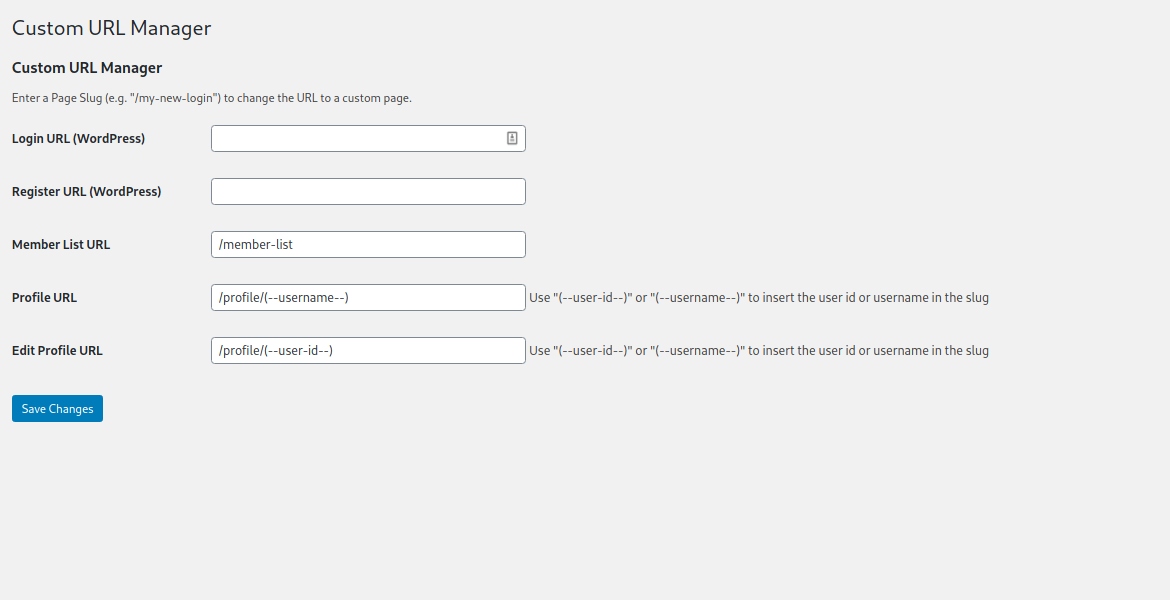 Custom URL Manager
Custom URL Manager
Enter a Page Slug (e.g. "/my-new-login") to change the URL to a custom page.
Login URL (WordPress)
Register URL (WordPress)
Member List URL /member-list
Profile URL /profile/(--username--) Use "(--user-id--)" or "(--username--)" to insert the user id or username in the slug
Edit Profile URL /profile/(--user-id--) Use "(--user-id--)" or "(--username--)" to insert the user id or username in the slug
Save Changes